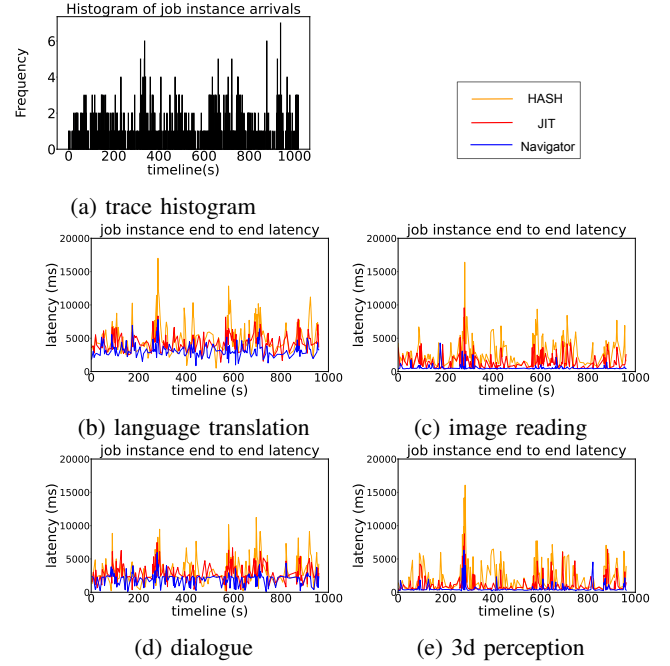 Histogram of job instance arrivals
Frequency
6
4
2
0
0 200 400 600 800 1000
timeline(s)
HASH
JIT
Navigator
(a) trace histogram
job instance end to end latency
latency (ms)
20000
15000
10000
5000
0
0 200 400 600 800 1000
timeline (s)
(b) language translation
job instance end to end latency
latency (ms)
20000
15000
10000
5000
0
0 200 400 600 800 1000
timeline (s)
(c) image reading
job instance end to end latency
latency (ms)
20000
15000
10000
5000
0
0 200 400 600 800 1000
timeline (s)
(d) dialogue
job instance end to end latency
latency (ms)
20000
15000
10000
5000
0
0 200 400 600 800 1000
timeline (s)
(e) 3d perception